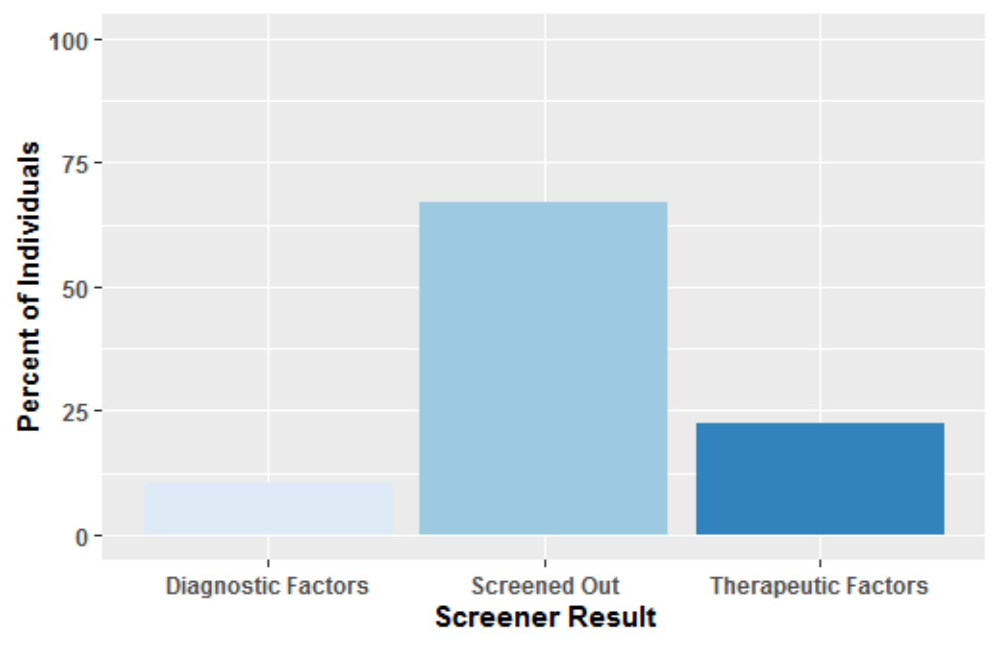 Percent of Individuals
100
75
50
25
0
Diagnostic Factors
Screened Out
Therapeutic Factors
Screener Result